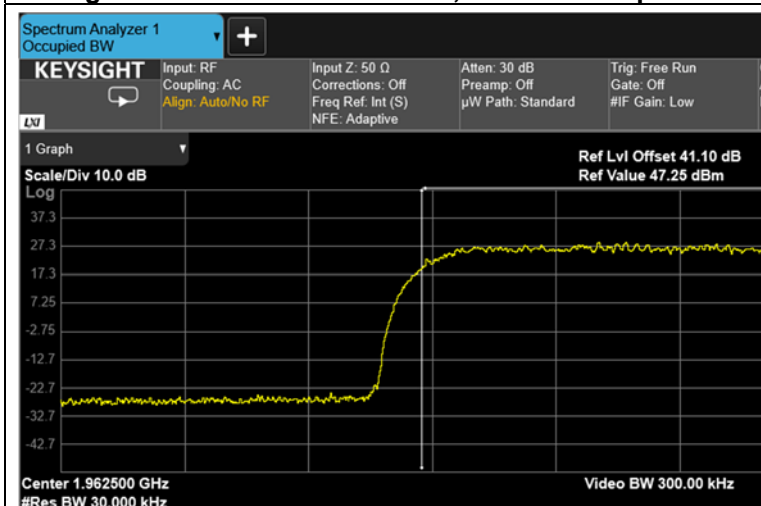 Spectrum Analyzer 1
Occupied BW
+
KEYSIGHT
LXI
Input: RF
Coupling: AC
Align: Auto/No RF
Input Z: 50 Ω
Corrections: Off
Freq Ref: Int (S)
NFE: Adaptive
Atten: 30 dB
Preamp: Off
µW Path: Standard
Trig: Free Run
Gate: Off
#IF Gain: Low
1 Graph
Scale/Div 10.0 dB
Ref Lvl Offset 41.10 dB
Ref Value 47.25 dBm
Log
37.3
27.3
17.3
7.25
-2.75
-12.7
-22.7
-32.7
-42.7
Center 1.962500 GHz
Video BW 300.00 kHz
#Res BW 30.000 kHz